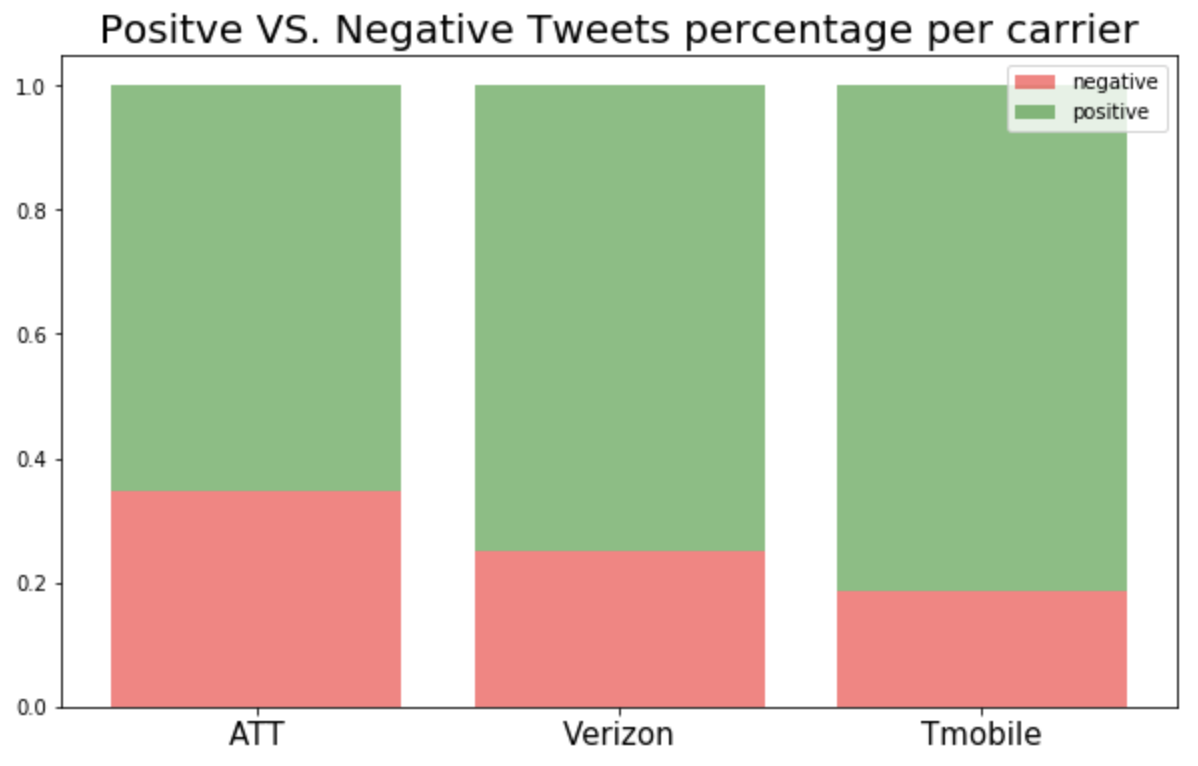 Positve VS. Negative Tweets percentage per carrier
negative
positive
1.0
0.8
0.6
0.4
0.2
0.0
ATT
Verizon
Tmobile